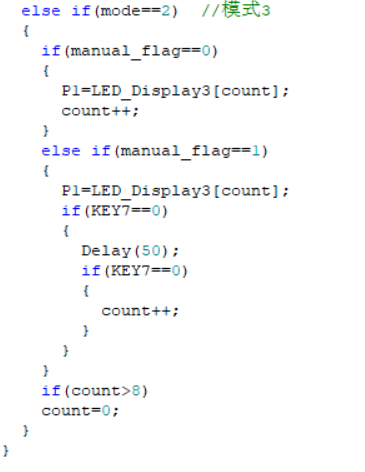 else if(mode==2)  //模式3
{
if(manual_flag==0)
{
P1=LED_Display3[count];
count++;
}
else if(manual_flag==1)
{
P1=LED_Display3[count];
if(KEY7==0)
{
Delay(50);
if(KEY7==0)
{
count++;
}
}
}
if(count>8)
count=0;
}
}